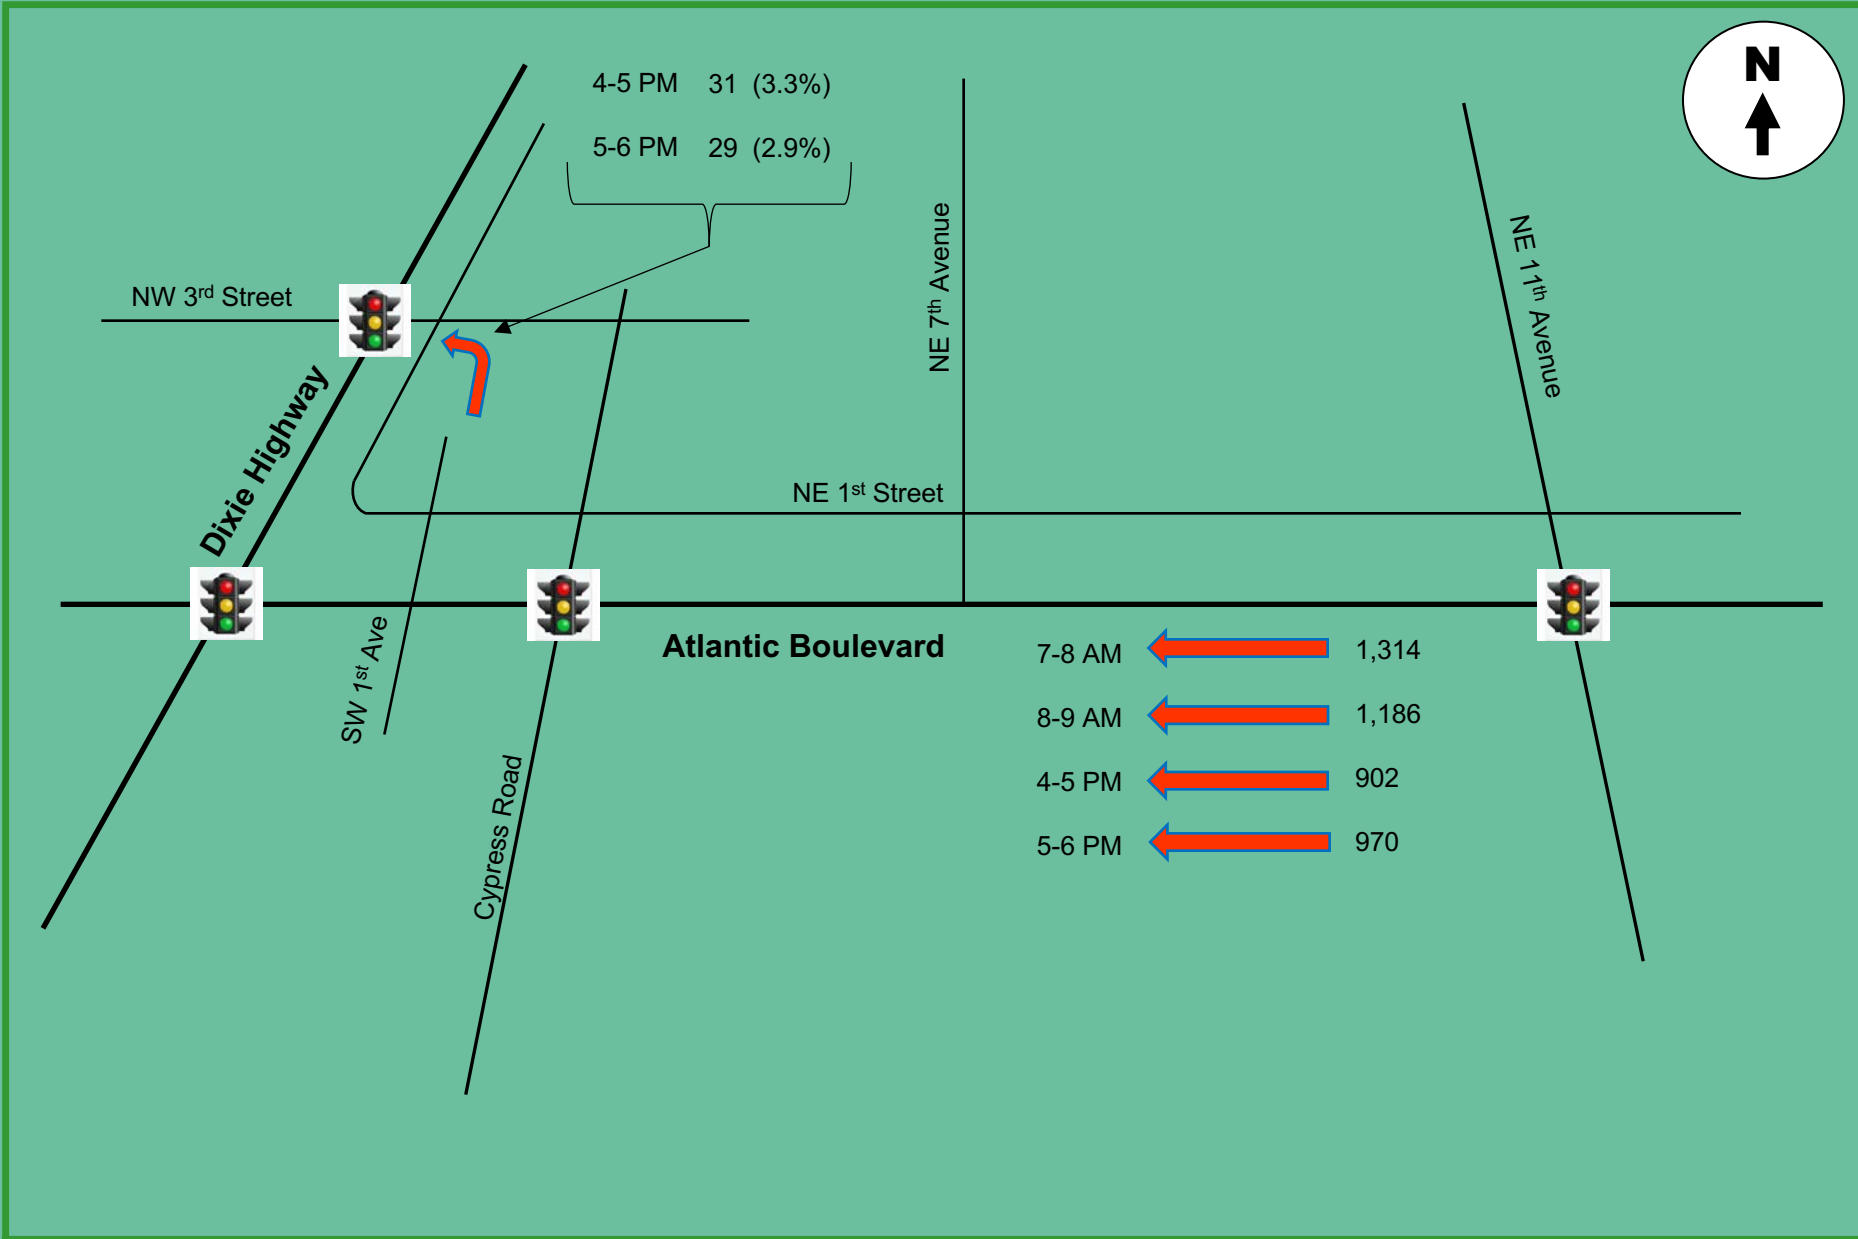 N
4-5 PM 31 (3.3%)
5-6 PM 29 (2.9%)
NW 3rd Street
NE 7th Avenue
NE 11th Avenue
Dixie Highway
NE 1st Street
SW 1st Ave
Cypress Road
Atlantic Boulevard
7-8 AM 1,314
8-9 AM 1,186
4-5 PM 902
5-6 PM 970